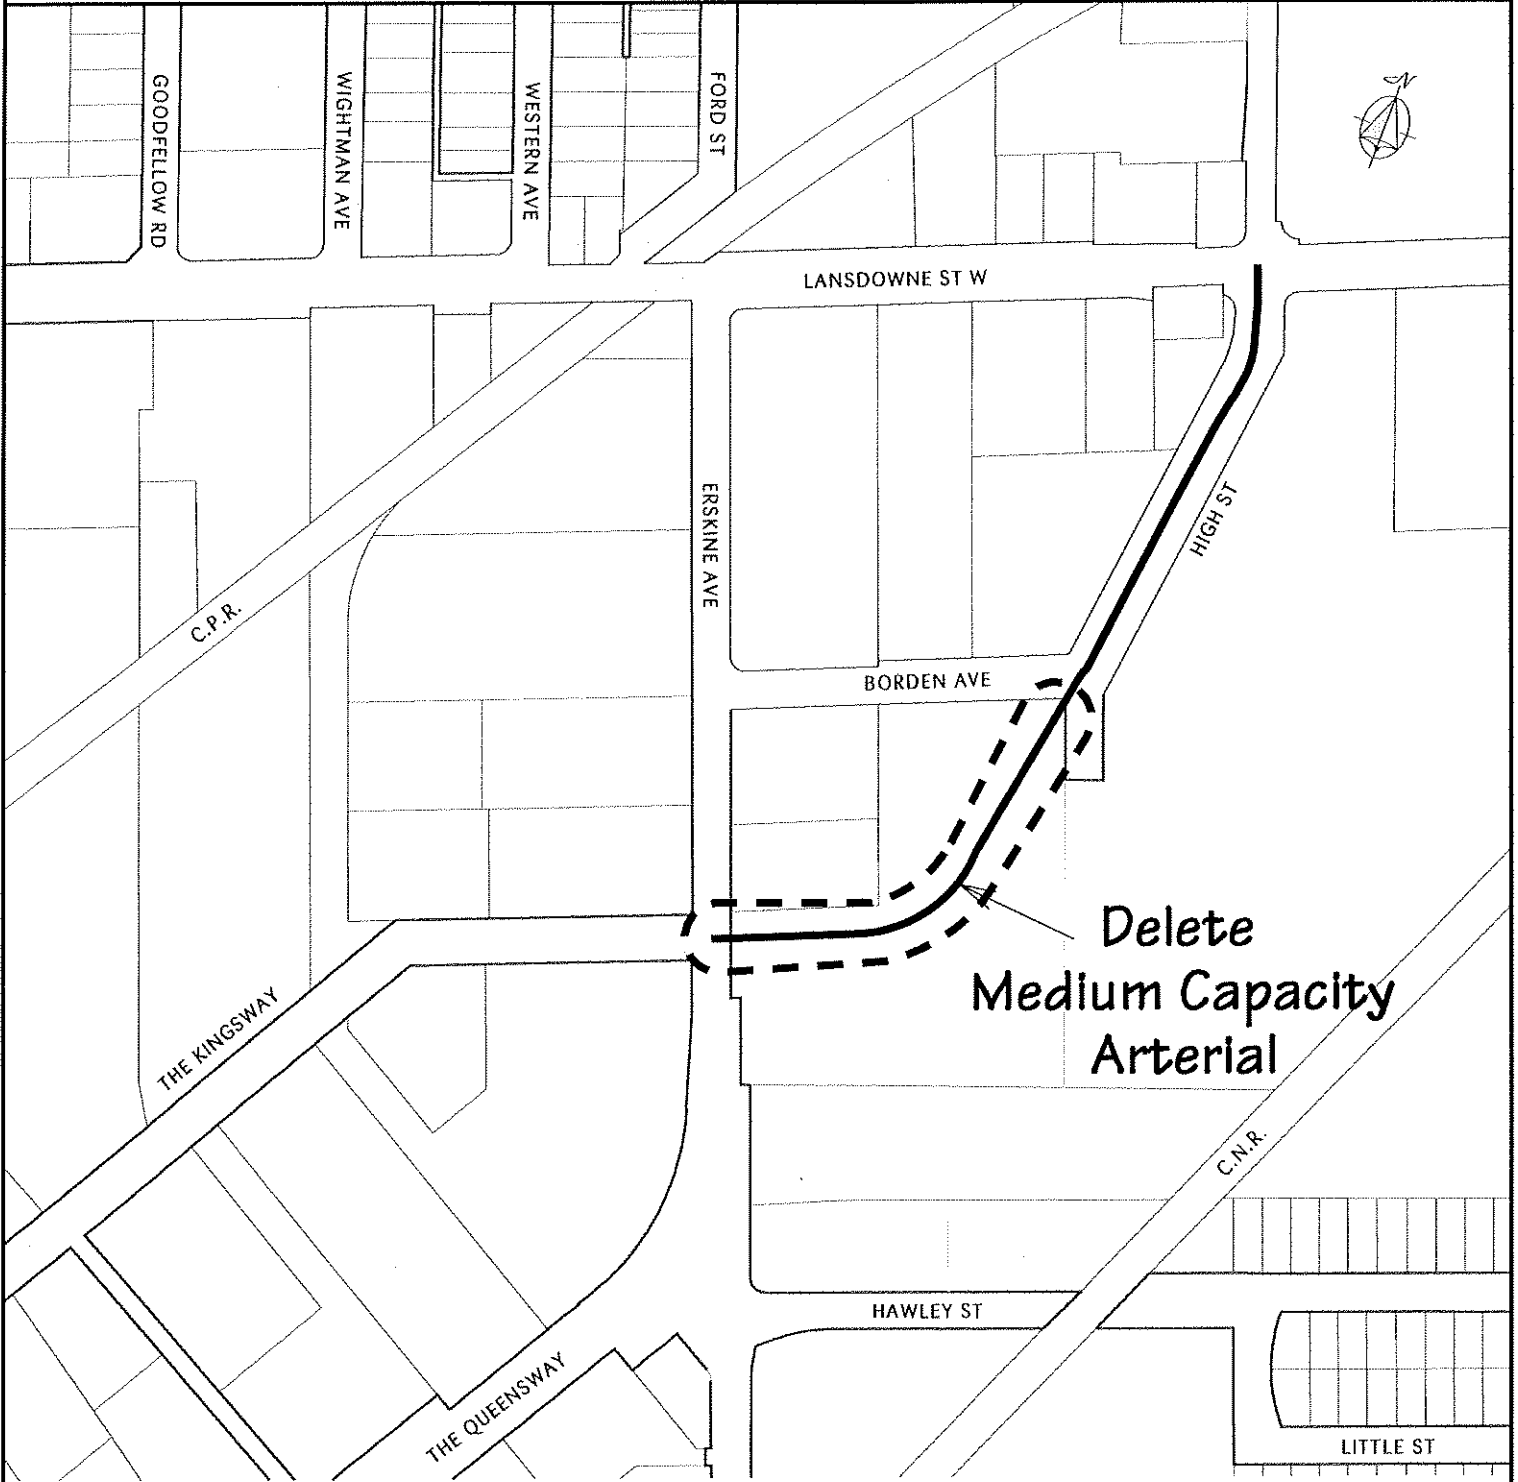 GOODFELLOW RD
WIGHTMAN AVE
WESTERN AVE
FORD ST
N
LANSDOWNE ST W
ERSKINE AVE
HIGH ST
C.P.R.
BORDEN AVE
Delete
Medium Capacity
Arterial
THE KINGSWAY
C.N.R.
HAWLEY ST
THE QUEENSWAY
LITTLE ST